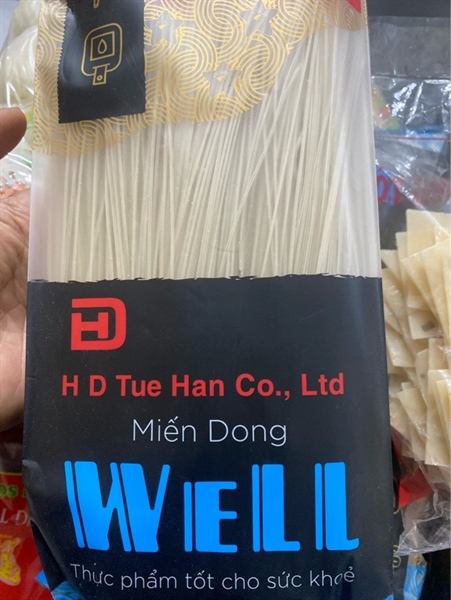 HD
H D Tue Han Co., Ltd
Miến Dong
WELL
Thực phẩm tốt cho sức khoẻ